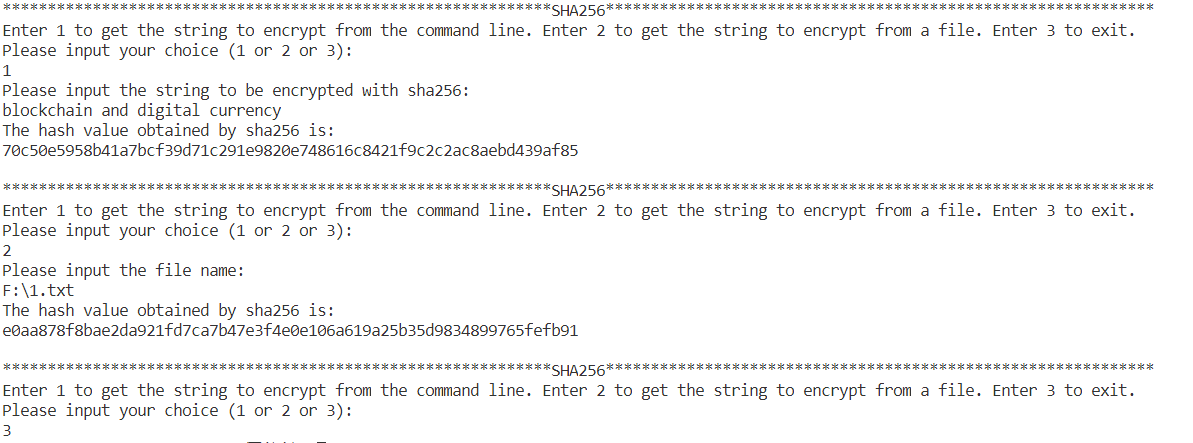 *************************************************************SHA256*************************************************************
Enter 1 to get the string to encrypt from the command line. Enter 2 to get the string to encrypt from a file. Enter 3 to exit.
Please input your choice (1 or 2 or 3):
1
Please input the string to be encrypted with sha256:
blockchain and digital currency
The hash value obtained by sha256 is:
70c50e5958b41a7bcf39d71c291e9820e748616c8421f9c2c2ac8aebd439af85
*************************************************************SHA256*************************************************************
Enter 1 to get the string to encrypt from the command line. Enter 2 to get the string to encrypt from a file. Enter 3 to exit.
Please input your choice (1 or 2 or 3):
2
Please input the file name:
F:\1.txt
The hash value obtained by sha256 is:
e0aa878f8bae2da921fd7ca7b47e3f4e0e106a619a25b35d9834899765fefb91
*************************************************************SHA256*************************************************************
Enter 1 to get the string to encrypt from the command line. Enter 2 to get the string to encrypt from a file. Enter 3 to exit.
Please input your choice (1 or 2 or 3):
3